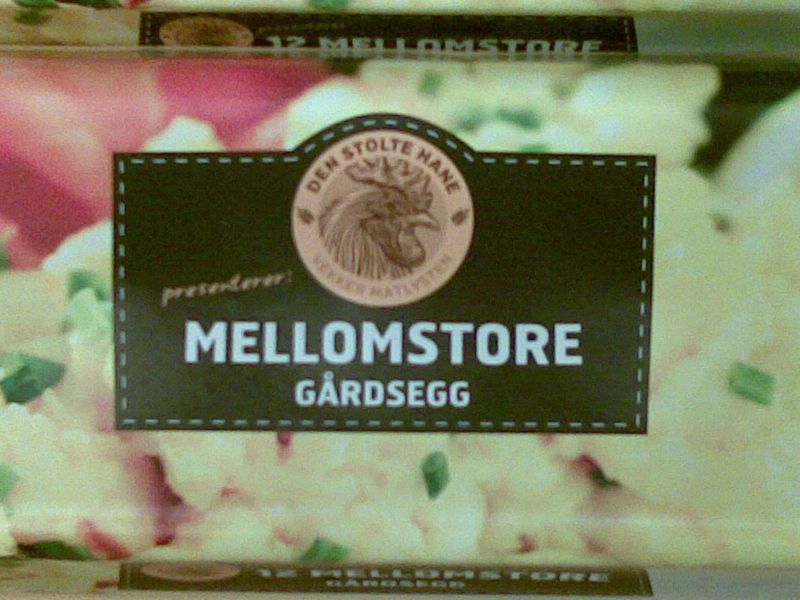 12 MELLOMSTORE
DEN STOLTE HANE
VEKKER MATLYSTEN
presenterer:
MELLOMSTORE
GÅRDSEGG
12 MELLOMSTORE
GÅRDSEGG